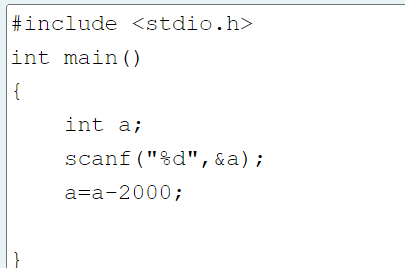 #include <stdio.h>
int main()
{
    int a;
    scanf("%d",&a);
    a=a-2000;
}